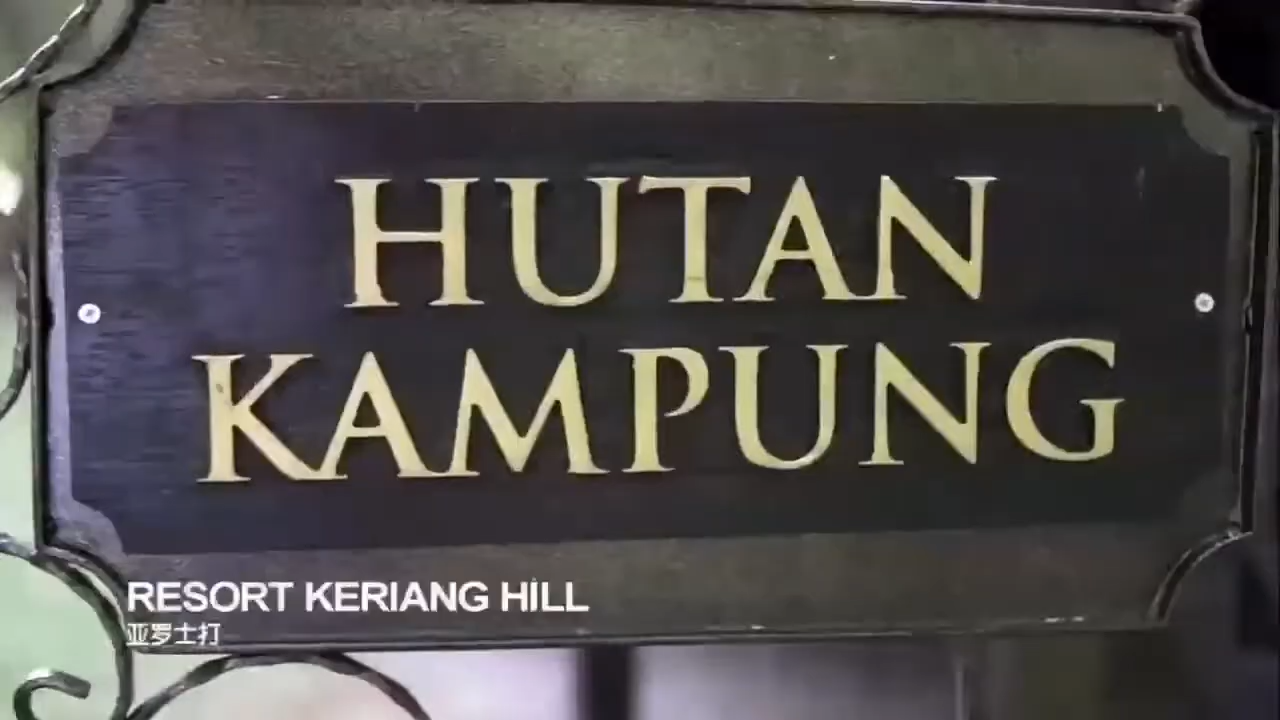 HUTAN
KAMPUNG
RESORT KERIANG HILL
亚罗士打